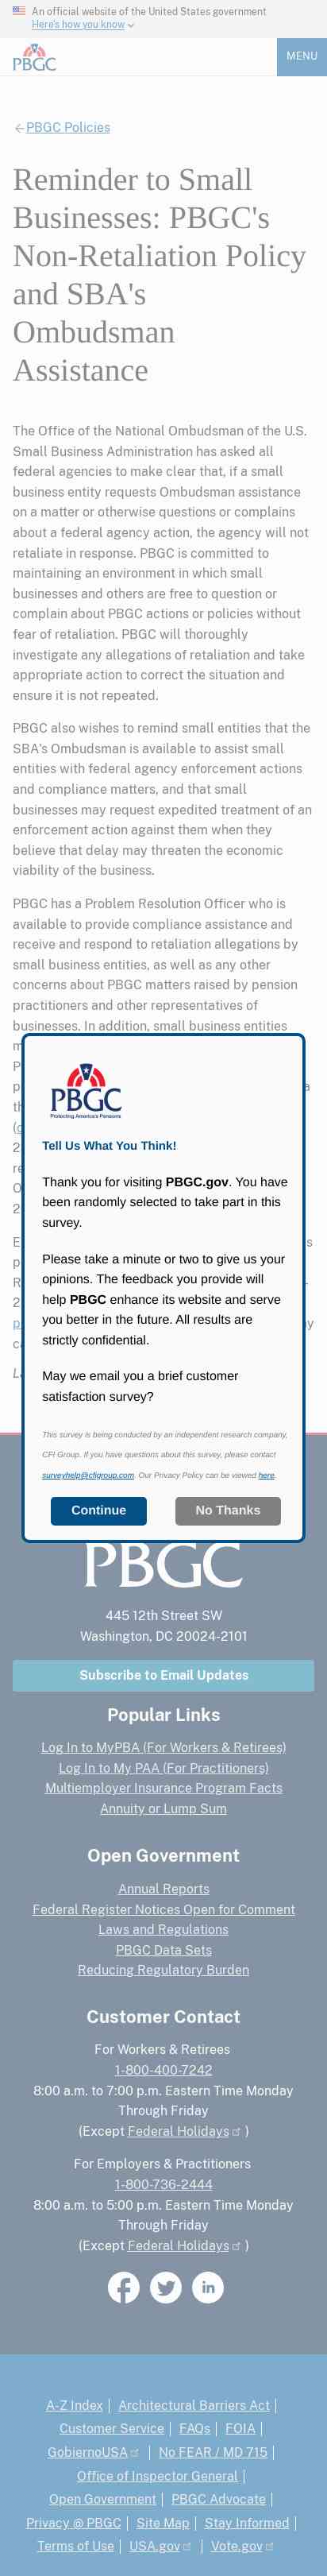 An official website of the United States government
Here's how you know
PBGC
MENU
PBGC Policies
Reminder to Small
Businesses: PBGC's
Non-Retaliation Policy
and SBA's
Ombudsman
Assistance
The Office of the National Ombudsman of the U.S.
Small Business Administration has asked all
federal agencies to make clear that, if a small
business entity requests Ombudsman assistance
on a matter or otherwise questions or complains
about a federal agency action, the agency will not
retaliate in response. PBGC is committed to
maintaining an environment in which small
businesses and others are free to question or
complain about PBGC actions or policies without
fear of retaliation. PBGC will thoroughly
investigate any allegations of retaliation and take
appropriate corrective action to remediate the
situation and
ensure it is not repeated.
PBGC also wishes to remind small entities that the
SBA's Ombudsman is available to assist small
entities with federal agency enforcement actions
and compliance matters, and that small
businesses may request expedited treatment of an
enforcement action against them when they
believe that delay may threaten the economic
viability of the business.
PBGC has a Problem Resolution Officer who is
available to provide compliance assistance and
receive and respond to retaliation allegations by
small business entities, as well as any other
concerns about PBGC matters raised by pension
practitioners and other representatives of
businesses. In addition, small business entities
PBGC
Protecting America's Pensions
Tell Us What You Think!
Thank you for visiting PBGC.gov. You have
been randomly selected to take part in this
survey.
Please take a minute or two to give us your
opinions. The feedback you provide will
help PBGC enhance its website and serve
you better in the future. All results are
strictly confidential.
May we email you a brief customer
satisfaction survey?
This survey is being conducted by an independent research company,
CFI Group. If you have questions about this survey, please contact
surveyhelp@cfigroup.com. Our Privacy Policy can be viewed here.
Continue No Thanks
PBGC
445 12th Street SW
Washington, DC 20024-2101
Subscribe to Email Updates
Popular Links
Log In to MyPBA (For Workers & Retirees)
Log In to My PAA (For Practitioners)
Multiemployer Insurance Program Facts
Annuity or Lump Sum
Open Government
Annual Reports
Federal Register Notices Open for Comment
Laws and Regulations
PBGC Data Sets
Reducing Regulatory Burden
Customer Contact
For Workers & Retirees
1-800-400-7242
8:00 a.m. to 7:00 p.m. Eastern Time Monday
Through Friday
(Except Federal Holidays )
For Employers & Practitioners
1-800-736-2444
8:00 a.m. to 5:00 p.m. Eastern Time Monday
Through Friday
(Except Federal Holidays )
A-Z Index | Architectural Barriers Act |
Customer Service | FAQs | FOIA |
GobiernoUSA | No FEAR / MD 715 |
Office of Inspector General |
Open Government | PBGC Advocate |
Privacy @ PBGC | Site Map | Stay Informed |
Terms of Use | USA.gov | Vote.gov